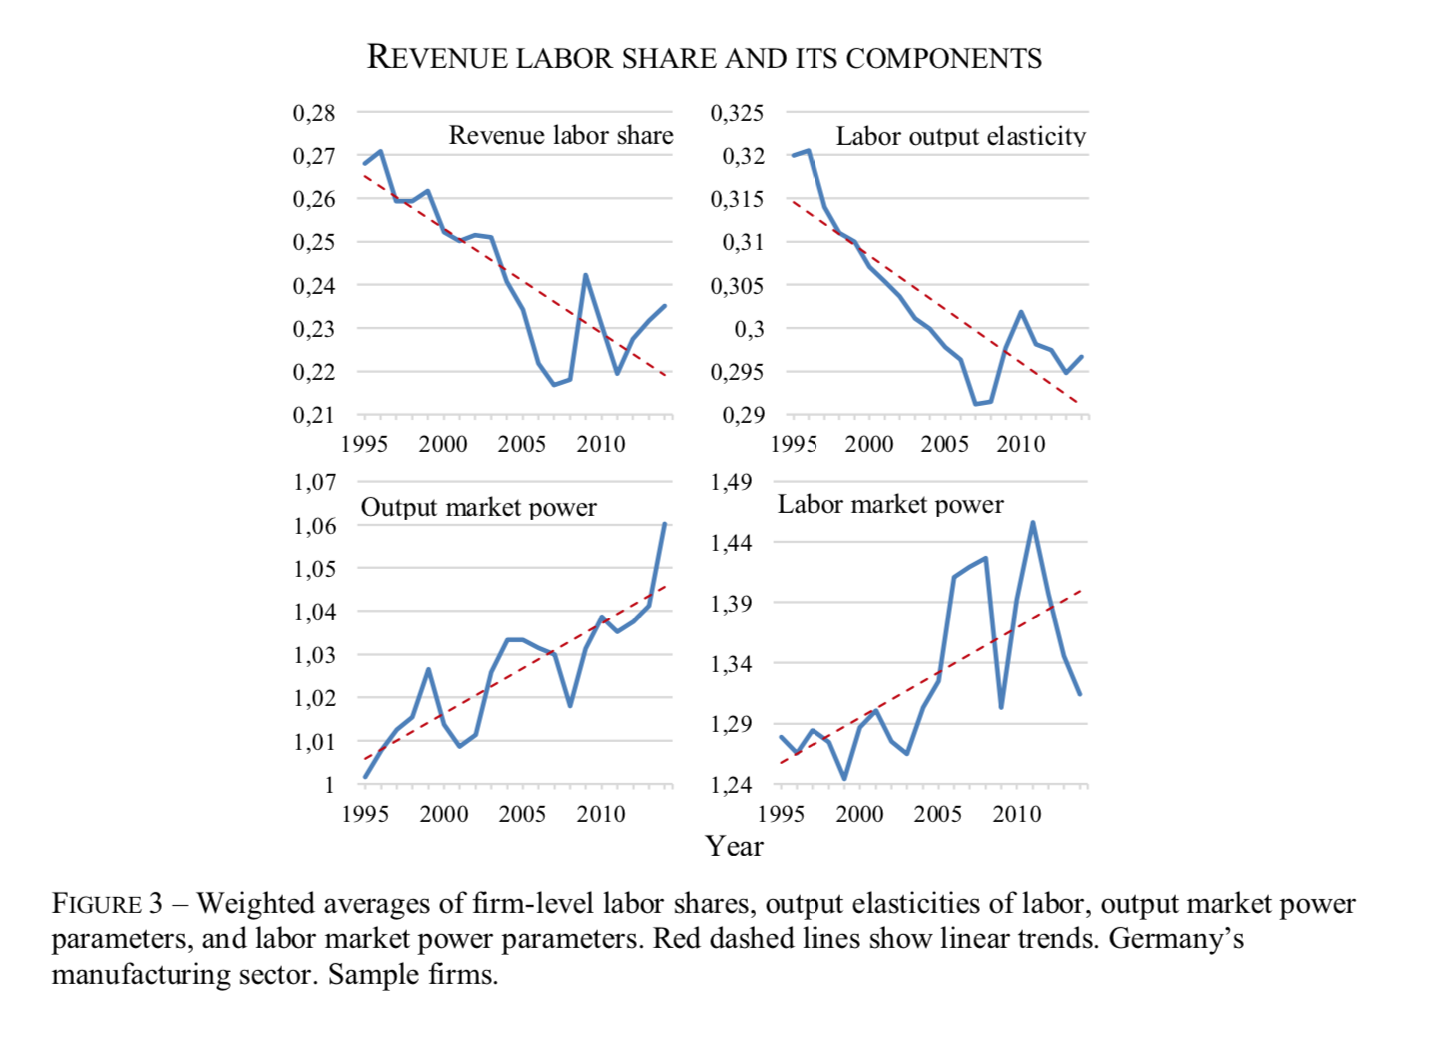 REVENUE LABOR SHARE AND ITS COMPONENTS
Revenue labor share
0,28
0,27
0,26
0,25
0,24
0,23
0,22
0,21
1995 2000 2005 2010
Labor output elasticity
0,325
0,32
0,315
0,31
0,305
0,3
0,295
0,29
1995 2000 2005 2010
Output market power
1,07
1,06
1,05
1,04
1,03
1,02
1,01
1
1995 2000 2005 2010
Labor market power
1,49
1,44
1,39
1,34
1,29
1,24
1995 2000 2005 2010
Year
FIGURE 3 – Weighted averages of firm-level labor shares, output elasticities of labor, output market power
parameters, and labor market power parameters. Red dashed lines show linear trends. Germany’s
manufacturing sector. Sample firms.